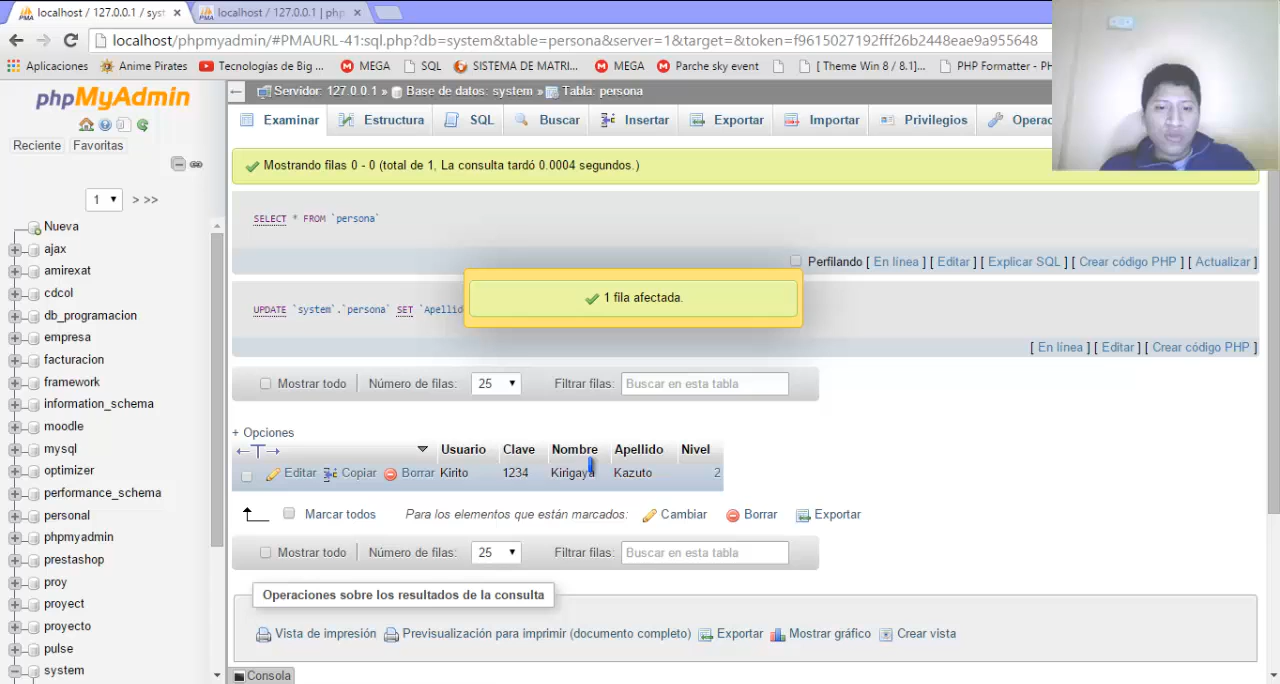 localhost / 127.0.0.1 / syst
localhost / 127.0.0.1 | php
localhost/phpmyadmin/#PMAURL-41:sql.php?db=system&table=persona&server=1&target=&token=f9615027192fff26b2448eae9a955648
Aplicaciones Anime Pirates Tecnologías de Big ... MEGA SQL SISTEMA DE MATRI... MEGA Parche sky event [ Theme Win 8 / 8.1]... PHP Formatter - PH
phpMyAdmin
Reciente Favoritas
1 > >>
Nueva
ajax
amirexat
cdcol
db_programacion
empresa
facturacion
framework
information_schema
moodle
mysql
optimizer
performance_schema
personal
phpmyadmin
prestashop
proy
proyect
proyecto
pulse
system
Servidor: 127.0.0.1 » Base de datos: system » Tabla: persona
Examinar Estructura SQL Buscar Insertar Exportar Importar Privilegios Operac
Mostrando filas 0 - 0 (total de 1, La consulta tardó 0.0004 segundos.)
SELECT * FROM `persona`
Perfilando [ En línea ] [ Editar ] [ Explicar SQL ] [ Crear código PHP ] [ Actualizar ]
1 fila afectada.
UPDATE `system`.`persona` SET `Apellid
[ En línea ] [ Editar ] [ Crear código PHP ]
Mostrar todo Número de filas: 25 Filtrar filas: Buscar en esta tabla
+ Opciones
←T→ Usuario Clave Nombre Apellido Nivel
Editar Copiar Borrar Kirito 1234 Kirigaya Kazuto 2
Marcar todos Para los elementos que están marcados: Cambiar Borrar Exportar
Mostrar todo Número de filas: 25 Filtrar filas: Buscar en esta tabla
Operaciones sobre los resultados de la consulta
Vista de impresión Previsualización para imprimir (documento completo) Exportar Mostrar gráfico Crear vista
Consola